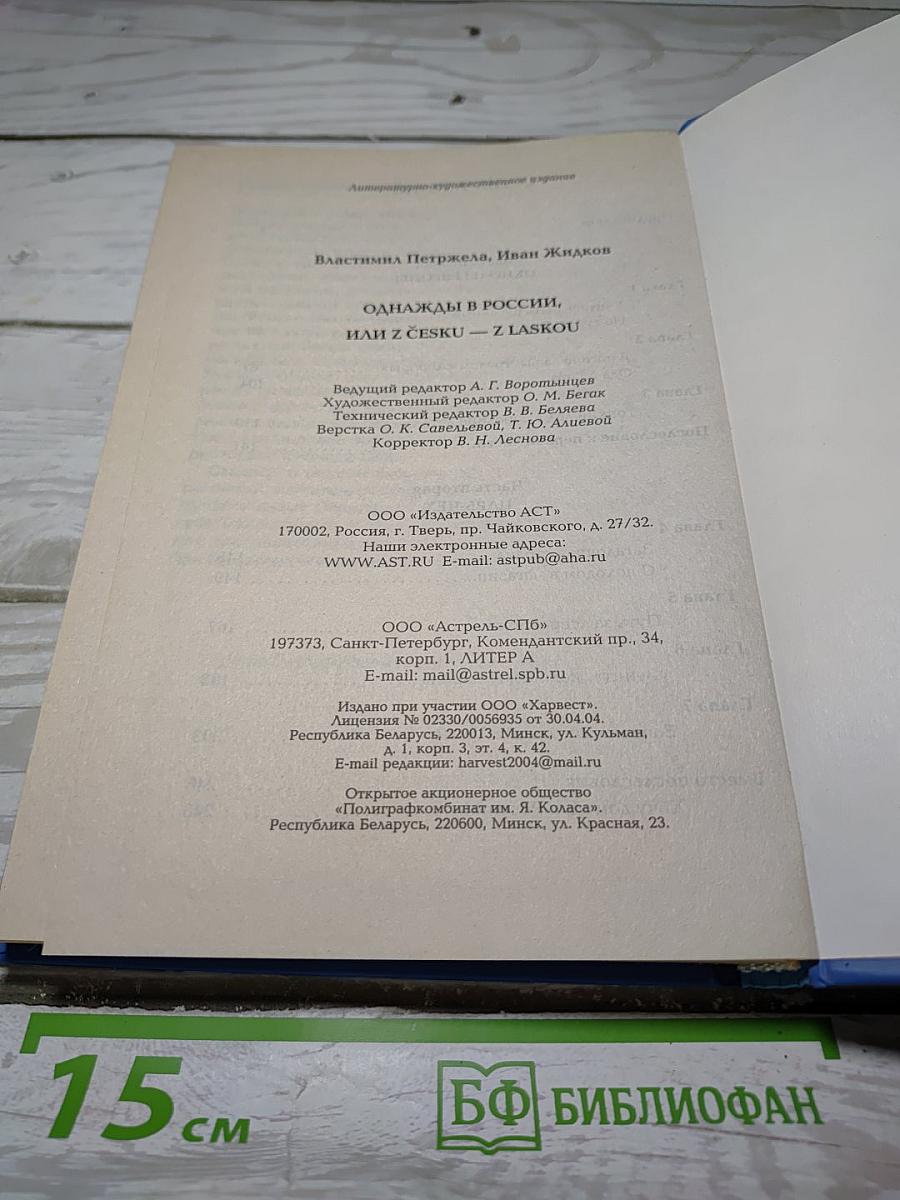 Литературно-художественное издание
Властимил Петржела, Иван Жидков
ОДНАЖДЫ В РОССИИ,
ИЛИ Z ČESKU — Z LASKOU
Ведущий редактор А. Г. Воротынцев
Художественный редактор О. М. Бегак
Технический редактор В. В. Беляева
Верстка О. К. Савельевой, Т. Ю. Алиевой
Корректор В. Н. Леснова
ООО «Издательство АСТ»
170002, Россия, г. Тверь, пр. Чайковского, д. 27/32.
Наши электронные адреса:
WWW.AST.RU E-mail: astpub@aha.ru
ООО «Астрель-СПб»
197373, Санкт-Петербург, Комендантский пр., 34,
корп. 1, ЛИТЕР А
E-mail: mail@astrel.spb.ru
Издано при участии ООО «Харвест».
Лицензия № 02330/0056935 от 30.04.04.
Республика Беларусь, 220013, Минск, ул. Кульман,
д. 1, корп. 3, эт. 4, к. 42.
E-mail редакции: harvest2004@mail.ru
Открытое акционерное общество
«Полиграфкомбинат им. Я. Коласа».
Республика Беларусь, 220600, Минск, ул. Красная, 23.
15 см
БФ БИБЛИОФАН